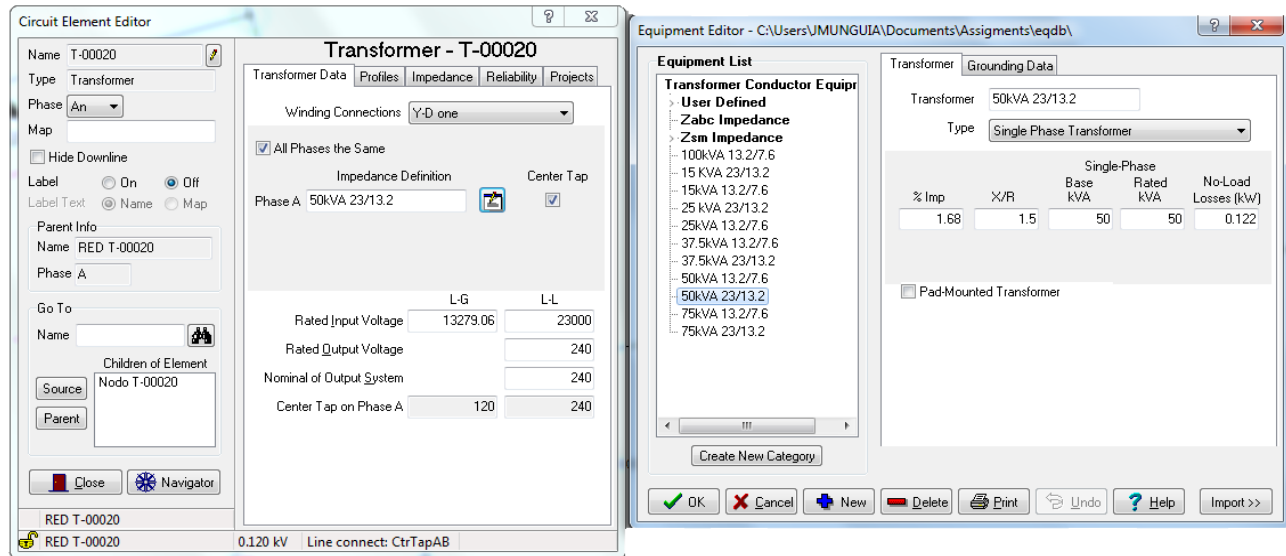 Circuit Element Editor
Name T-00020
Type Transformer
Phase An
Map
Hide Downline
Label On Off
Label Text Name Map
Parent Info
Name RED T-00020
Phase A
Go To
Name
Children of Element
Nodo T-00020
Source
Parent
Close Navigator
RED T-00020
RED T-00020 0.120 kV Line connect: CtrTapAB
Transformer - T-00020
Transformer Data Profiles Impedance Reliability Projects
Winding Connections Y-D one
All Phases the Same
Impedance Definition Center Tap
Phase A 50kVA 23/13.2
L-G L-L
Rated Input Voltage 13279.06 23000
Rated Output Voltage 240
Nominal of Output System 240
Center Tap on Phase A 120 240
Equipment Editor - C:\Users\JMUNGUIA\Documents\Assigments\eqdb\
Equipment List
Transformer Conductor Equipr
User Defined
Zabc Impedance
Zsm Impedance
100kVA 13.2/7.6
15 KVA 23/13.2
15kVA 13.2/7.6
25 kVA 23/13.2
25kVA 13.2/7.6
37.5kVA 13.2/7.6
37.5kVA 23/13.2
50kVA 13.2/7.6
50kVA 23/13.2
75kVA 13.2/7.6
75kVA 23/13.2
Create New Category
Transformer Grounding Data
Transformer 50kVA 23/13.2
Type Single Phase Transformer
Single-Phase
% Imp X/R Base kVA Rated kVA No-Load Losses (kW)
1.68 1.5 50 50 0.122
Pad-Mounted Transformer
OK Cancel New Delete Print Undo Help Import >>